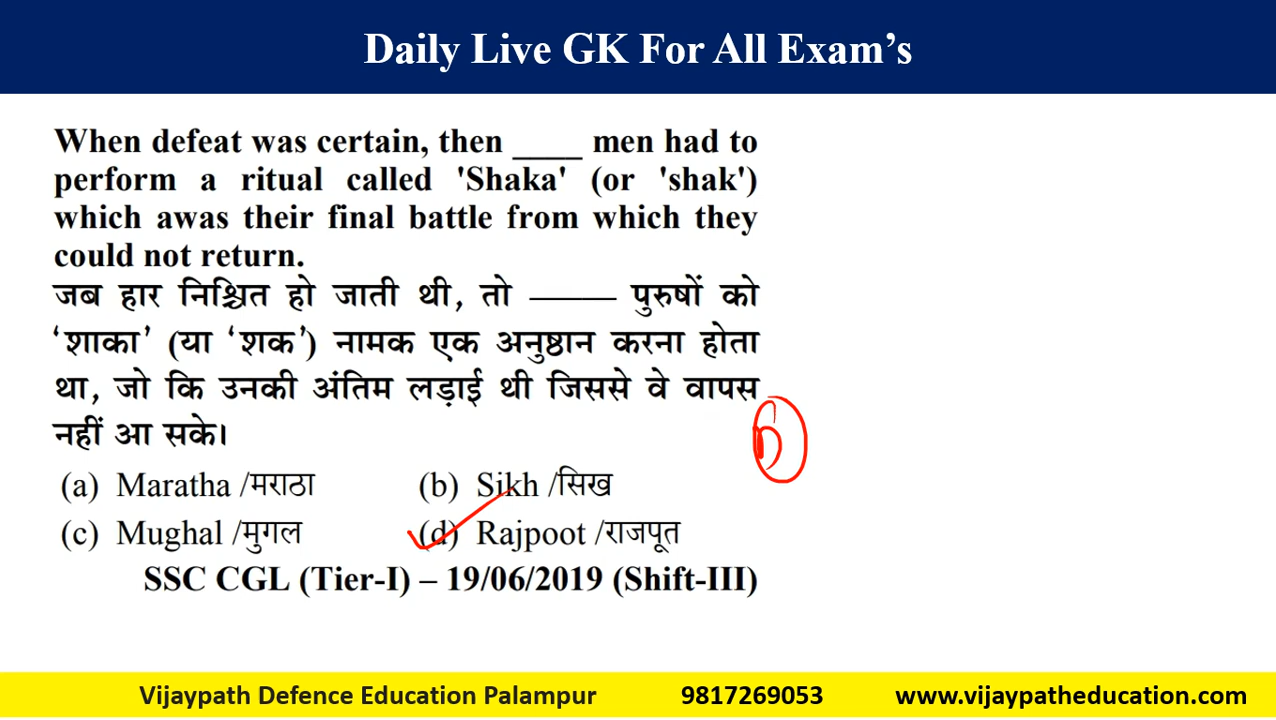 Daily Live GK For All Exam's
When defeat was certain, then ____ men had to
perform a ritual called 'Shaka' (or 'shak')
which awas their final battle from which they
could not return.
जब हार निश्चित हो जाती थी, तो —— पुरुषों को
'शाका' (या 'शक') नामक एक अनुष्ठान करना होता
था, जो कि उनकी अंतिम लड़ाई थी जिससे वे वापस
नहीं आ सके।
(a) Maratha /मराठा (b) Sikh /सिख
(c) Mughal /मुगल (d) Rajpoot /राजपूत
SSC CGL (Tier-I) – 19/06/2019 (Shift-III)
Vijaypath Defence Education Palampur 9817269053 www.vijaypatheducation.com